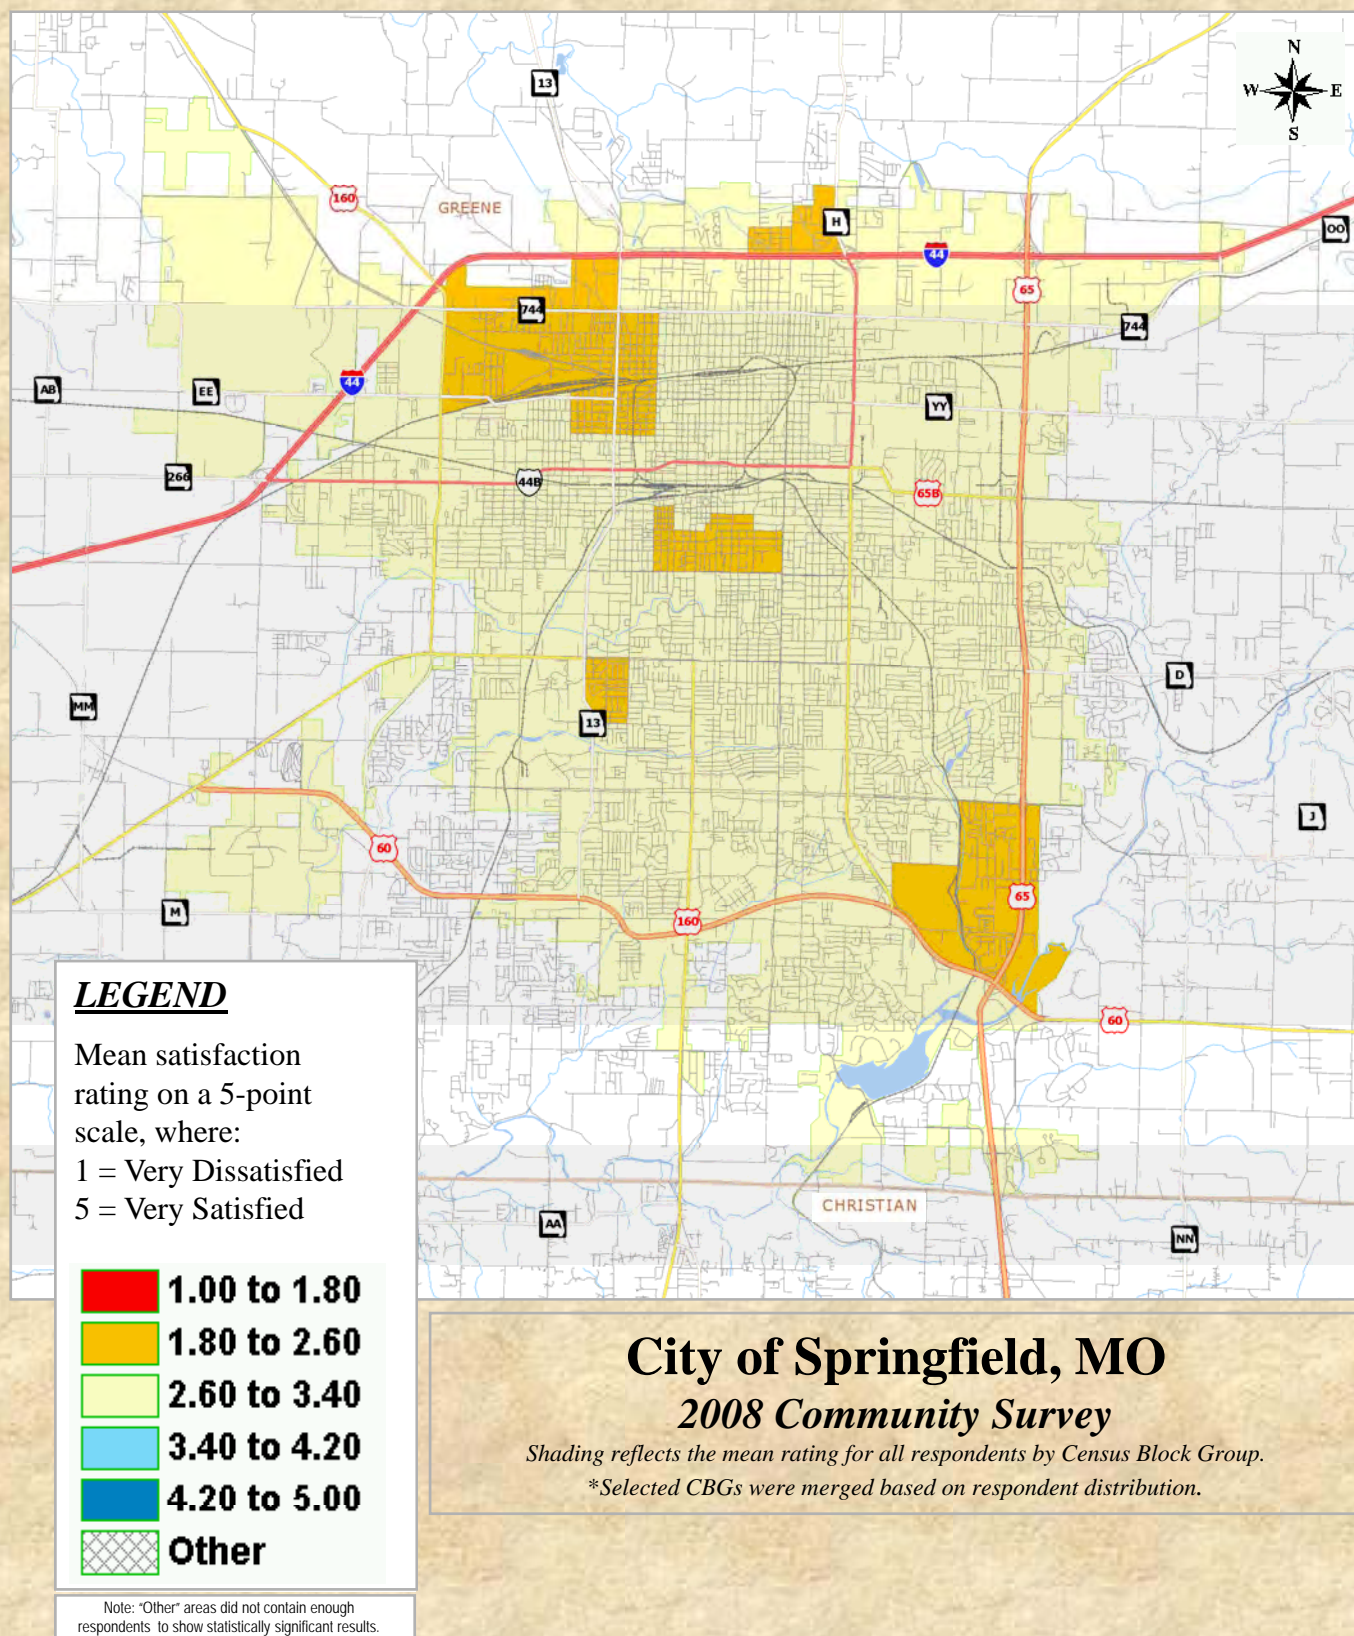 N
W E
S
13
160
GREENE
H
OO
44
65
744
744
44
AB
EE
YY
266
44B
65B
D
MM
13
J
60
65
M
160
60
CHRISTIAN
AA
NN
LEGEND
Mean satisfaction
rating on a 5-point
scale, where:
1 = Very Dissatisfied
5 = Very Satisfied
1.00 to 1.80
1.80 to 2.60
2.60 to 3.40
3.40 to 4.20
4.20 to 5.00
Other
Note: “Other” areas did not contain enough
respondents to show statistically significant results.
City of Springfield, MO
2008 Community Survey
Shading reflects the mean rating for all respondents by Census Block Group.
*Selected CBGs were merged based on respondent distribution.